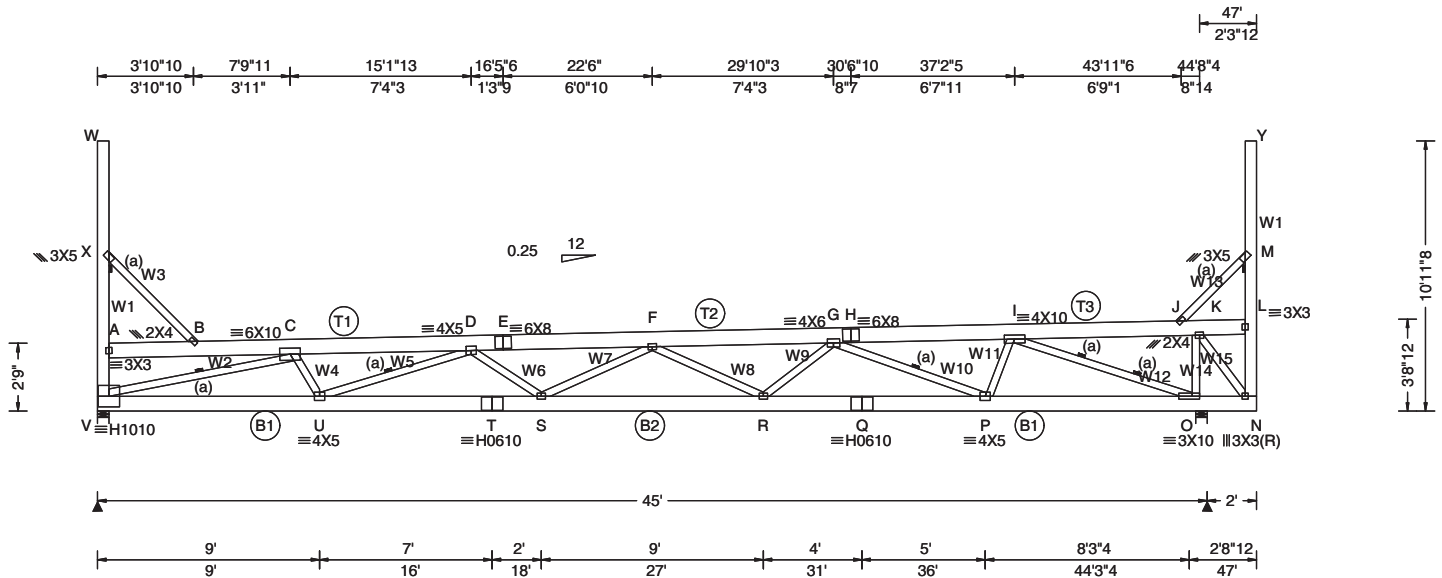 47'
2'3"12
3'10"10 7'9"11 15'1"13 16'5"6 22'6" 29'10"3 30'6"10 37'2"5 43'11"6 44'8"4
3'10"10 3'11" 7'4"3 1'3"9 6'0"10 7'4"3 8"7 6'7"11 6'9"1 8"14
W Y
W1
X 3X5 (a) W3 0.25 12 3X5 (a) W13 M
10'11"8
W1 A 2X4 B 6X10 C T1 4X5 D E 6X8 F T2 4X6 G H 6X8 I 4X10 T3 J K L 3X3
3X3 W2 (a) W4 (a) W5 W6 W7 W8 W9 (a) W10 W11 (a) (a) W12 2X4 W14 W15
2'9" 3'8"12
V H1010 B1 U T S B2 R Q P B1 O N
4X5 H0610 H0610 4X5 3X10 3X3(R)
45' 2'
9' 7' 2' 9' 4' 5' 8'3"4 2'8"12
9' 16' 18' 27' 31' 36' 44'3"4 47'